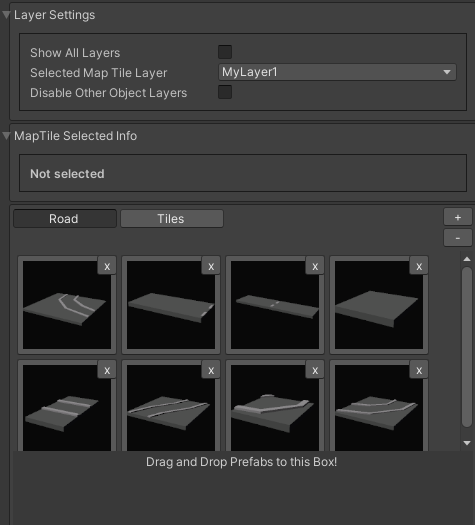 Layer Settings
Show All Layers
Selected Map Tile Layer MyLayer1
Disable Other Object Layers
MapTile Selected Info
Not selected
Road Tiles +
-
x x x x
x x x x
Drag and Drop Prefabs to this Box!